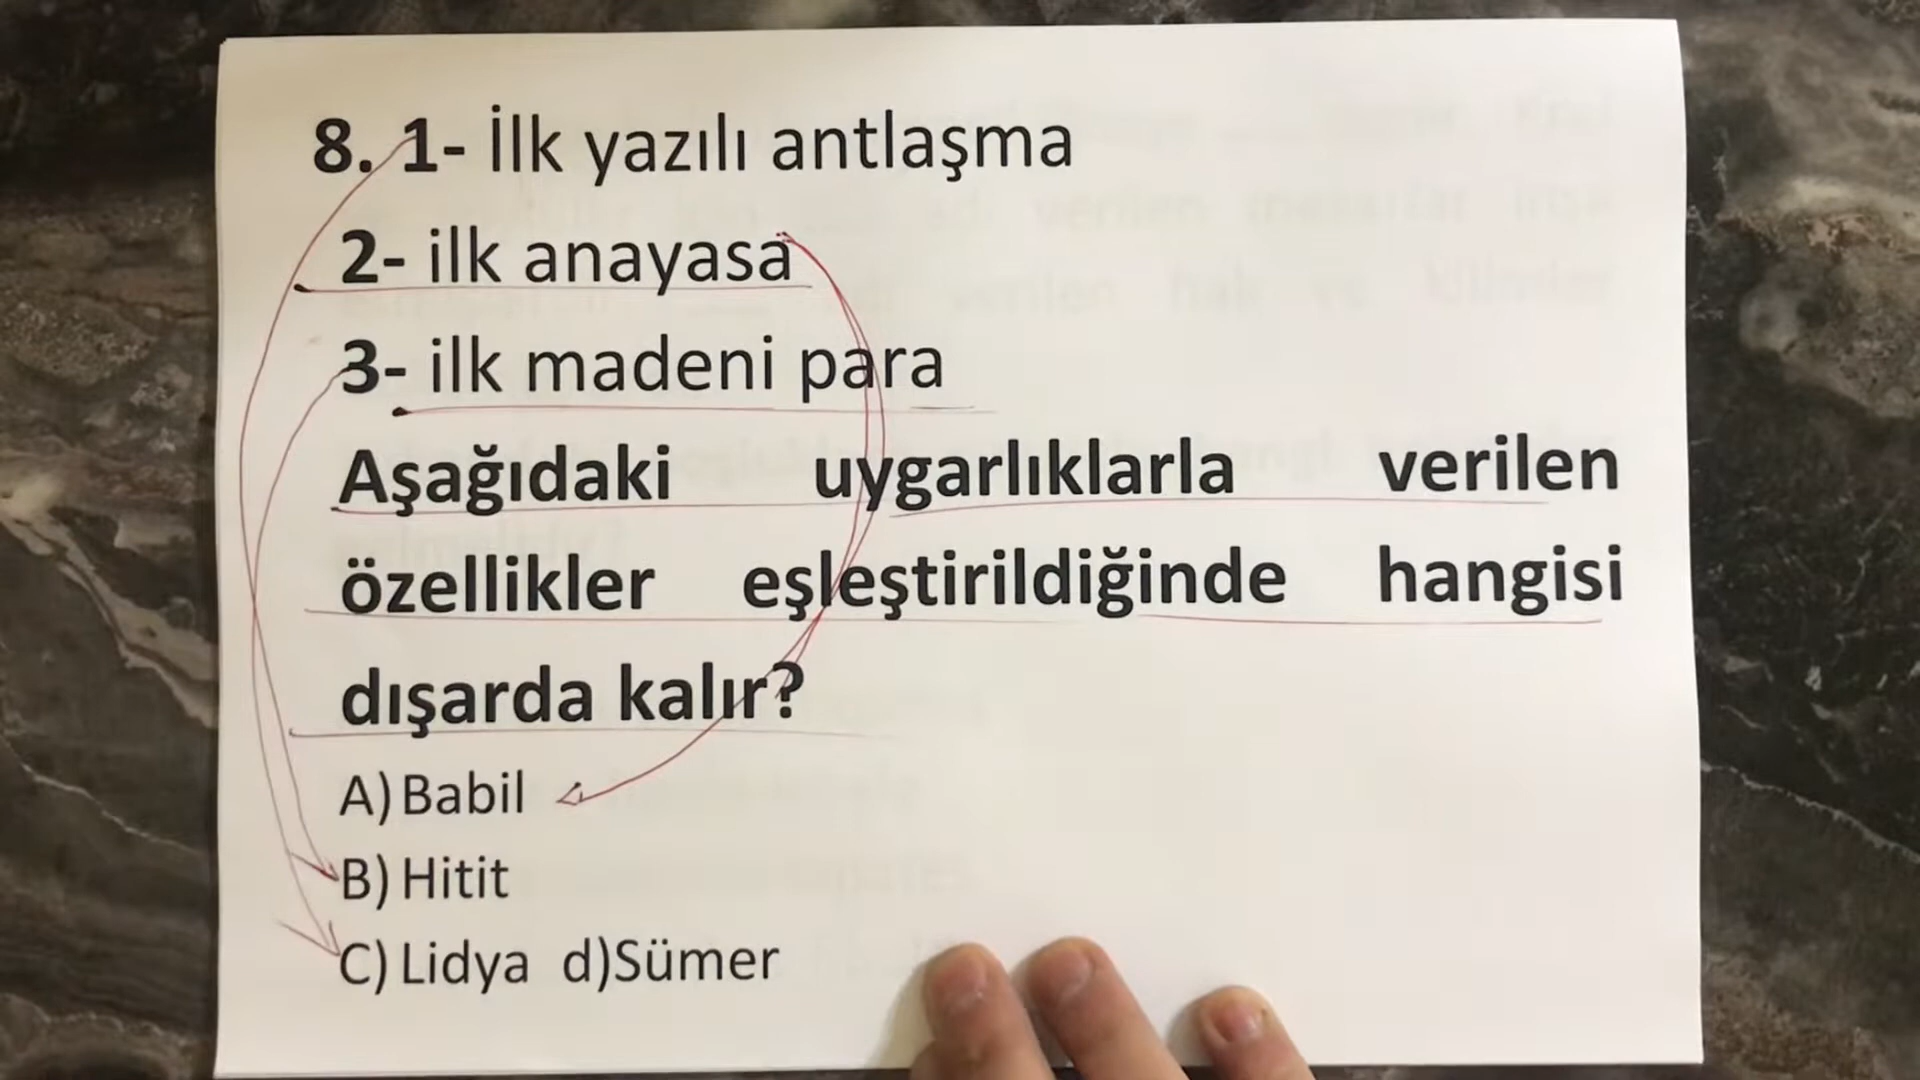 8. 1- İlk yazılı antlaşma
2- ilk anayasa
3- ilk madeni para
Aşağıdaki uygarlıklarla verilen
özellikler eşleştirildiğinde hangisi
dışarda kalır?
A) Babil
B) Hitit
C) Lidya d)Sümer